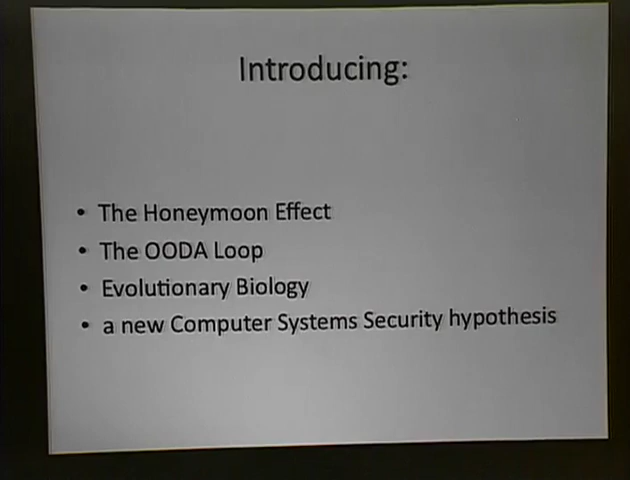 Introducing:
• The Honeymoon Effect
• The OODA Loop
• Evolutionary Biology
• a new Computer Systems Security hypothesis